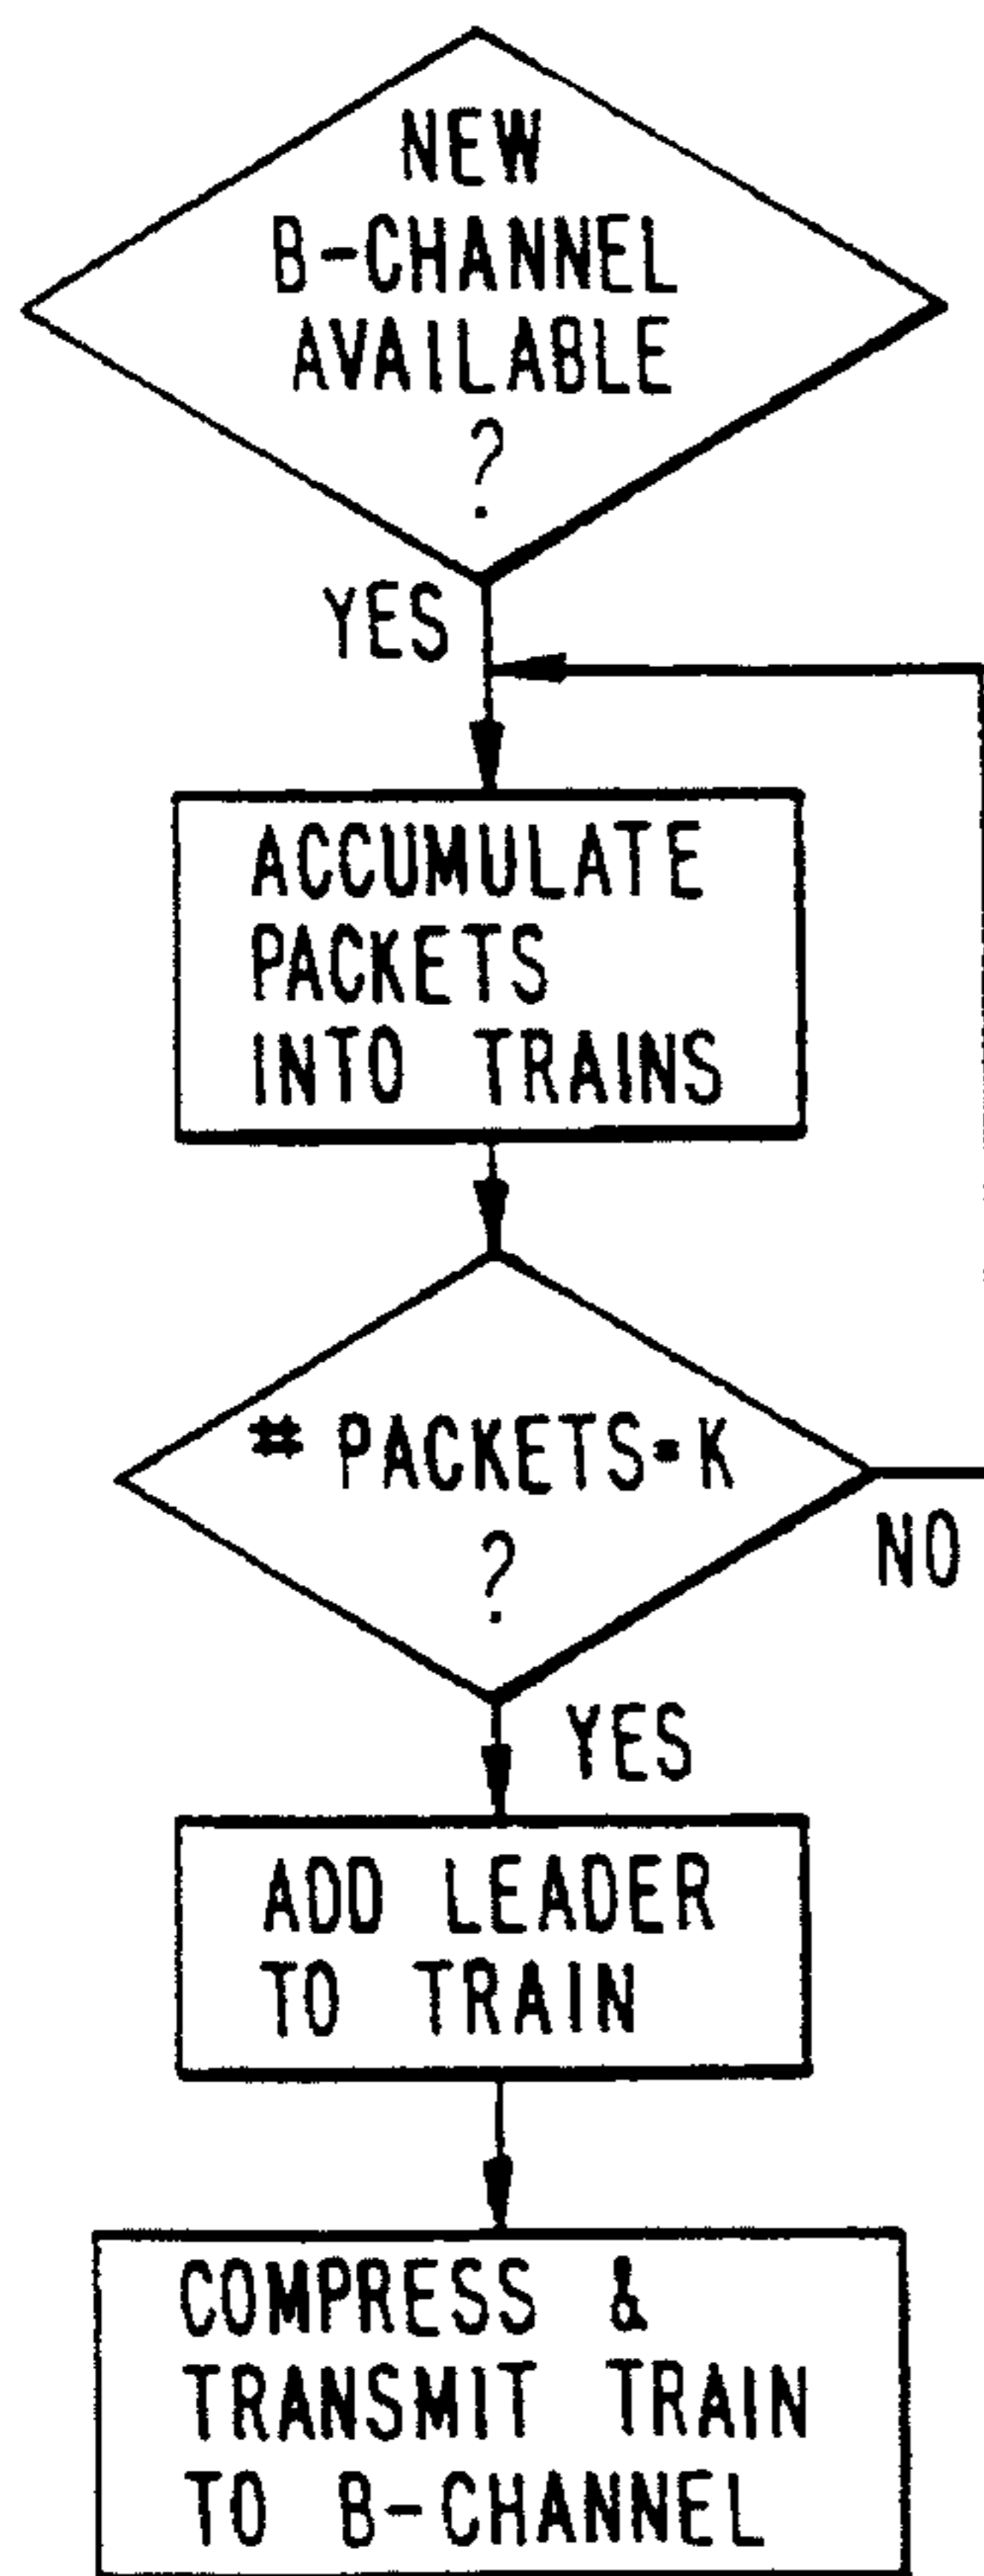 NEW
B-CHANNEL
AVAILABLE
?
YES
ACCUMULATE
PACKETS
INTO TRAINS
# PACKETS=K
?
NO
YES
ADD LEADER
TO TRAIN
COMPRESS &
TRANSMIT TRAIN
TO B-CHANNEL